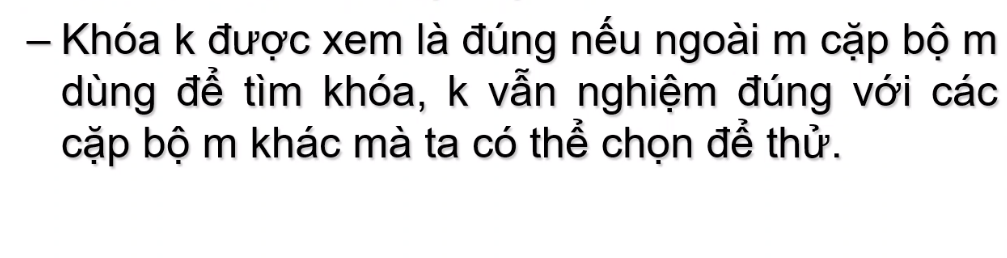 – Khóa k được xem là đúng nếu ngoài m cặp bộ m
dùng để tìm khóa, k vẫn nghiệm đúng với các
cặp bộ m khác mà ta có thể chọn để thử.